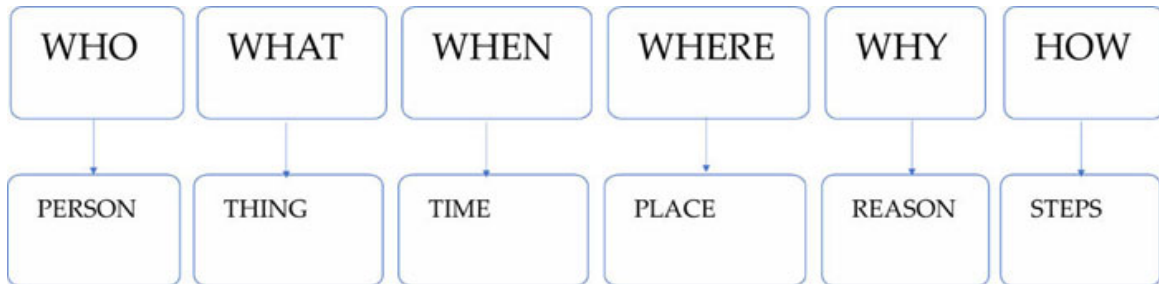 WHO WHAT WHEN WHERE WHY HOW
PERSON THING TIME PLACE REASON STEPS